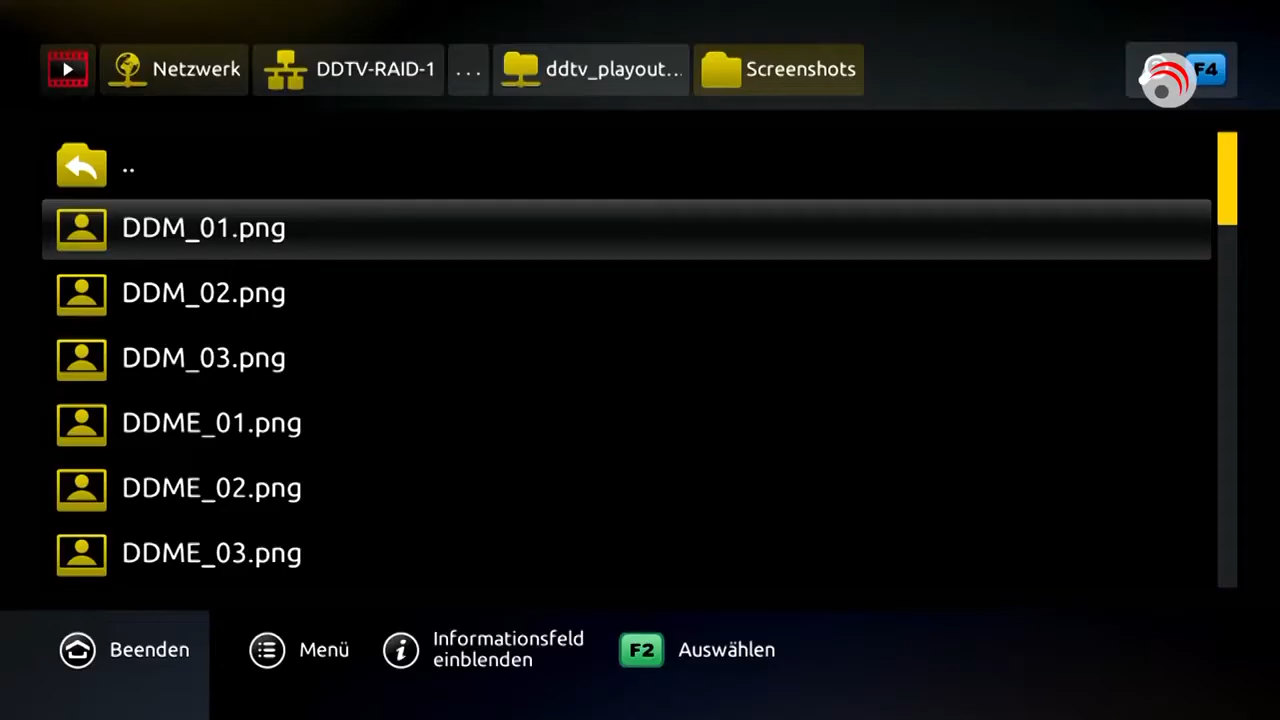 Netzwerk DDTV-RAID-1 ... ddtv_playout... Screenshots F4
..
DDM_01.png
DDM_02.png
DDM_03.png
DDME_01.png
DDME_02.png
DDME_03.png
Beenden
Menü
Informationsfeld
einblenden
F2 Auswählen